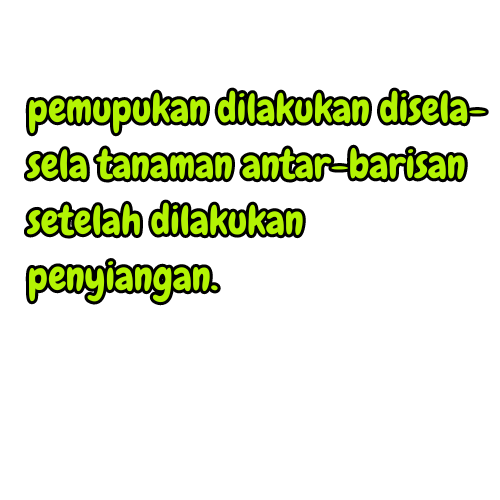 pemupukan dilakukan disela-
sela tanaman antar-barisan
setelah dilakukan
penyiangan.